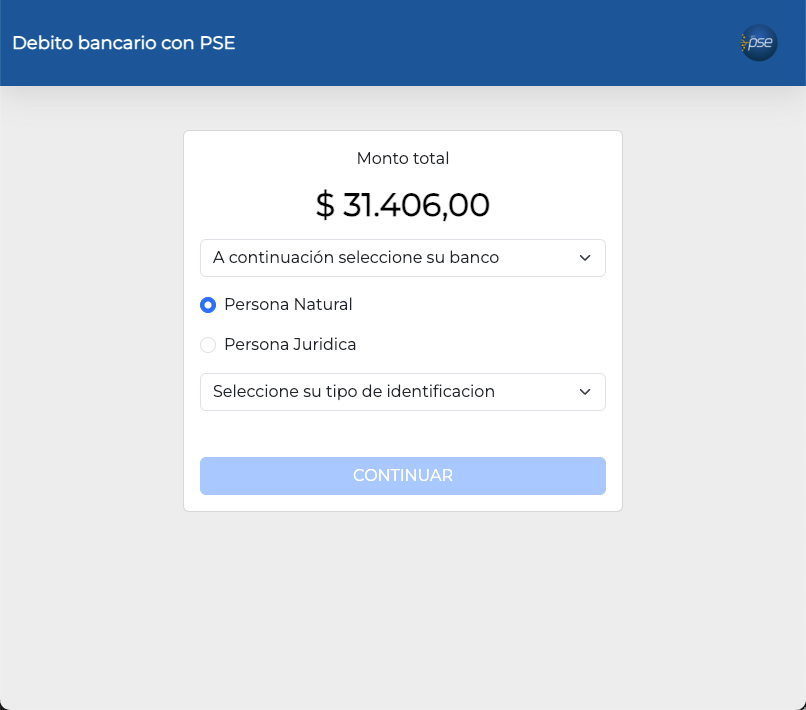 Debito bancario con PSE
pse
Monto total
$ 31.406,00
A continuación seleccione su banco
Persona Natural
Persona Juridica
Seleccione su tipo de identificacion
CONTINUAR